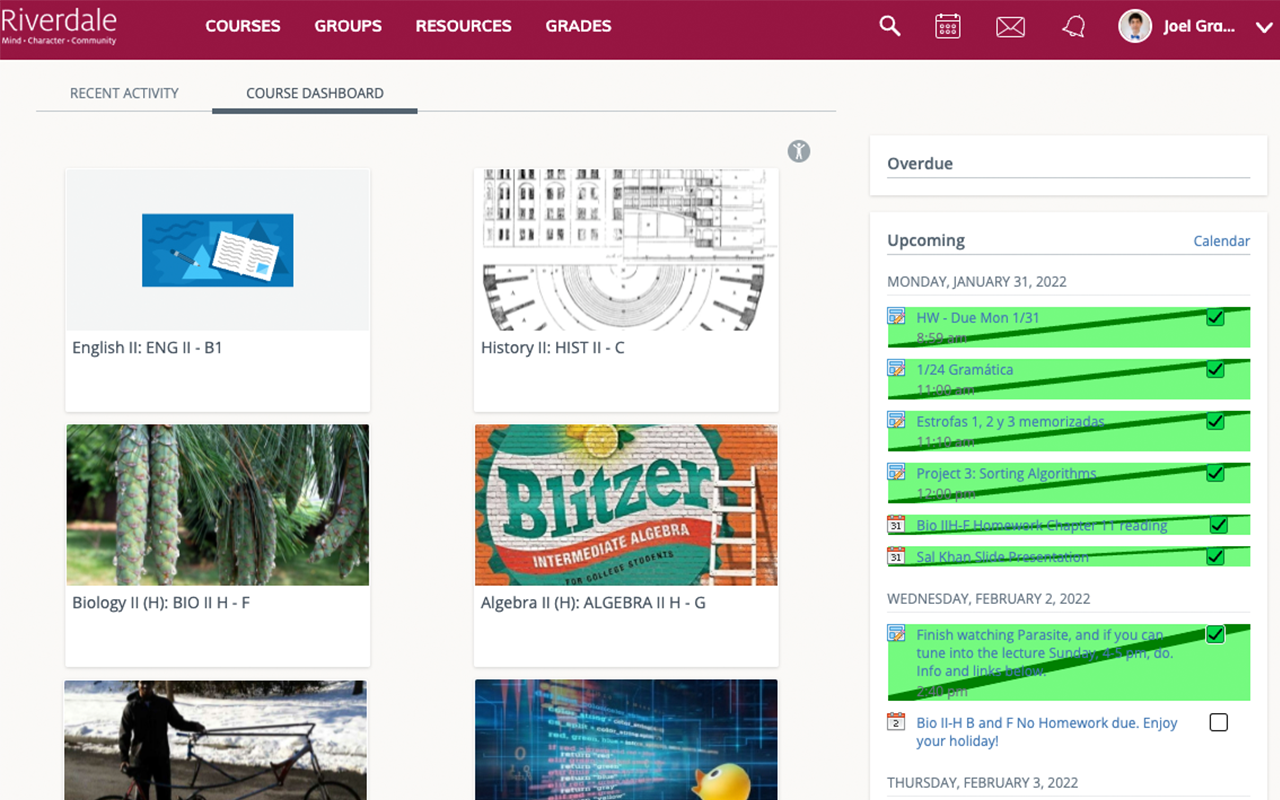 Riverdale
Mind • Character • Community
COURSES
GROUPS
RESOURCES
GRADES
Joel Gra...
RECENT ACTIVITY
COURSE DASHBOARD
English II: ENG II - B1
History II: HIST II - C
Blitzer
INTERMEDIATE ALGEBRA
FOR COLLEGE STUDENTS
Biology II (H): BIO II H - F
Algebra II (H): ALGEBRA II H - G
Overdue
Upcoming
Calendar
MONDAY, JANUARY 31, 2022
HW - Due Mon 1/31
8:59 am
1/24 Gramática
11:00 am
Estrofas 1, 2 y 3 memorizadas
11:10 am
Project 3: Sorting Algorithms
12:00 pm
31
Bio IIH-F Homework Chapter 11 reading
31
Sal Khan Slide Presentation
WEDNESDAY, FEBRUARY 2, 2022
Finish watching Parasite, and if you can
tune into the lecture Sunday, 4-5 pm, do.
Info and links below.
2:40 pm
2
Bio II-H B and F No Homework due. Enjoy
your holiday!
THURSDAY, FEBRUARY 3, 2022